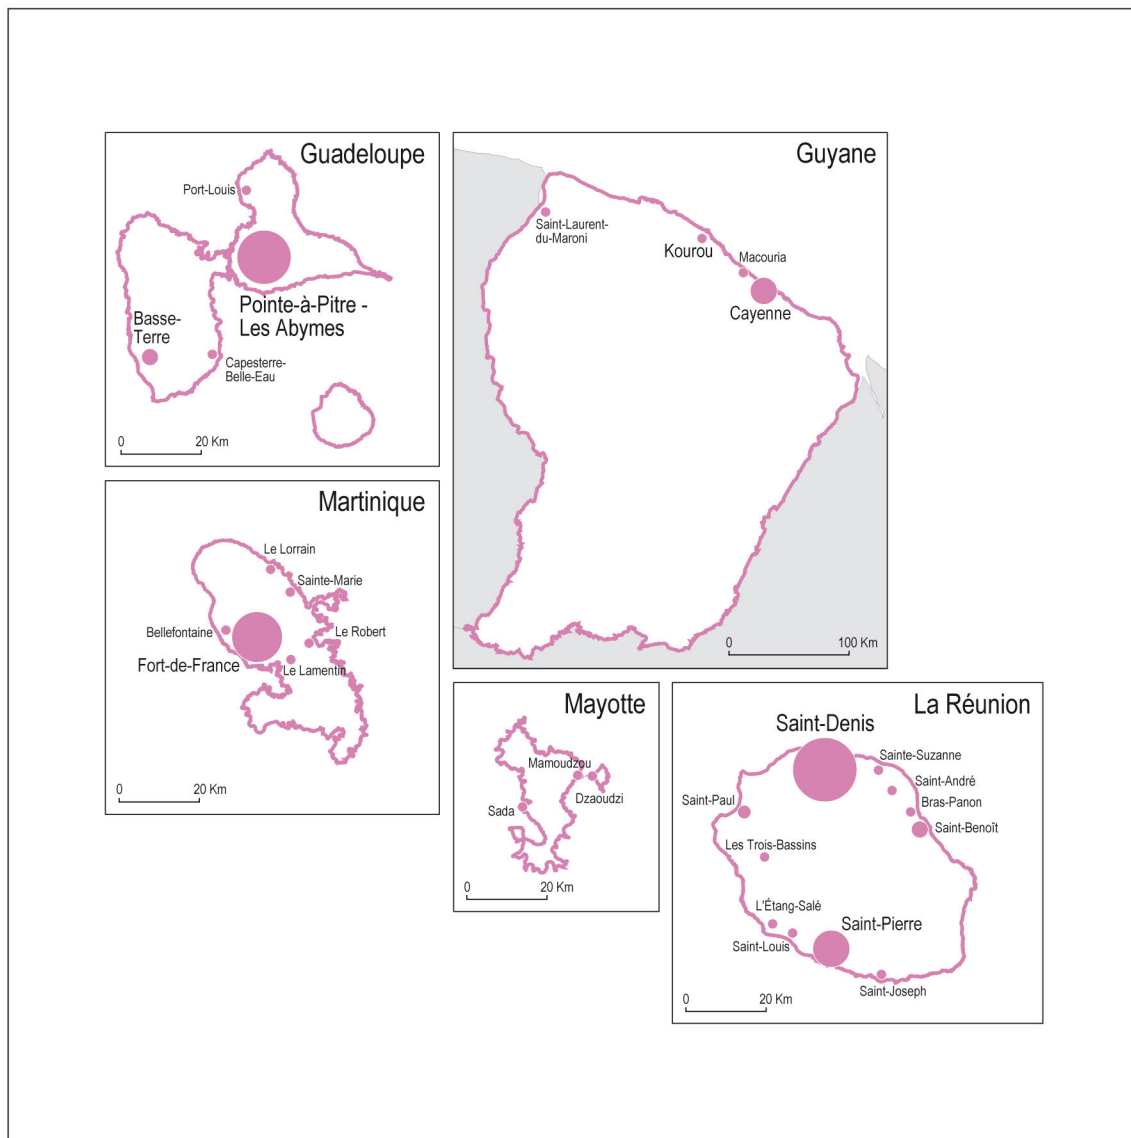 Guadeloupe
Port-Louis
Pointe-à-Pitre -
Les Abymes
Basse-
Terre
Capesterre-
Belle-Eau
0
20 Km
Guyane
Saint-Laurent-
du-Maroni
Kourou
Macouria
Cayenne
0
100 Km
Martinique
Le Lorrain
Sainte-Marie
Bellefontaine
Le Robert
Fort-de-France
Le Lamentin
0
20 Km
Mayotte
Mamoudzou
Dzaoudzi
Sada
0
20 Km
La Réunion
Saint-Denis
Sainte-Suzanne
Saint-André
Saint-Paul
Bras-Panon
Saint-Benoît
Les Trois-Bassins
L'Étang-Salé
Saint-Pierre
Saint-Louis
Saint-Joseph
0
20 Km